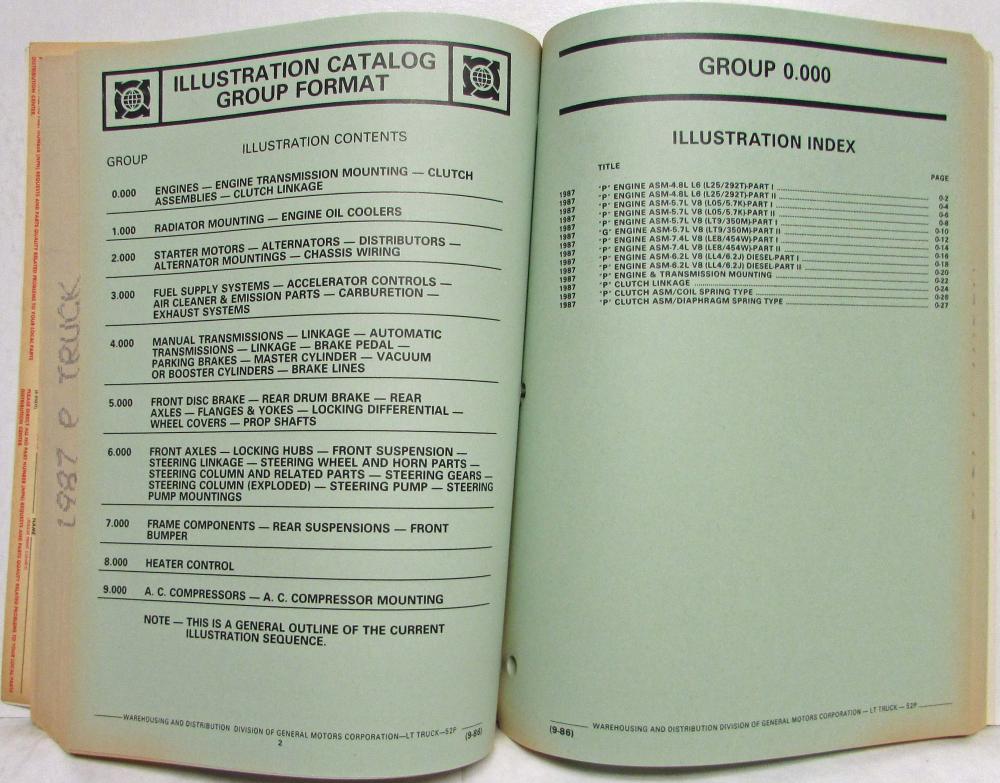 ILLUSTRATION CATALOG
GROUP FORMAT
ILLUSTRATION CONTENTS
GROUP
0.000 ENGINES — ENGINE TRANSMISSION MOUNTING — CLUTCH
ASSEMBLIES — CLUTCH LINKAGE
1.000 RADIATOR MOUNTING — ENGINE OIL COOLERS
2.000 STARTER MOTORS — ALTERNATORS — DISTRIBUTORS —
ALTERNATOR MOUNTINGS — CHASSIS WIRING
3.000 FUEL SUPPLY SYSTEMS — ACCELERATOR CONTROLS —
AIR CLEANER & EMISSION PARTS — CARBURETION —
EXHAUST SYSTEMS
4.000 MANUAL TRANSMISSIONS — LINKAGE — AUTOMATIC
TRANSMISSIONS — LINKAGE — BRAKE PEDAL —
PARKING BRAKES — MASTER CYLINDER — VACUUM
OR BOOSTER CYLINDERS — BRAKE LINES
5.000 FRONT DISC BRAKE — REAR DRUM BRAKE — REAR
AXLES — FLANGES & YOKES — LOCKING DIFFERENTIAL —
WHEEL COVERS — PROP SHAFTS
6.000 FRONT AXLES — LOCKING HUBS — FRONT SUSPENSION —
STEERING LINKAGE — STEERING WHEEL AND HORN PARTS —
STEERING COLUMN AND RELATED PARTS — STEERING GEARS —
STEERING COLUMN (EXPLODED) — STEERING PUMP — STEERING
PUMP MOUNTINGS
7.000 FRAME COMPONENTS — REAR SUSPENSIONS — FRONT
BUMPER
8.000 HEATER CONTROL
9.000 A. C. COMPRESSORS — A. C. COMPRESSOR MOUNTING
NOTE — THIS IS A GENERAL OUTLINE OF THE CURRENT
ILLUSTRATION SEQUENCE.
WAREHOUSING AND DISTRIBUTION DIVISION OF GENERAL MOTORS CORPORATION—LT TRUCK—52P (9-86)
2
1987 P TRUCK
GROUP 0.000
ILLUSTRATION INDEX
TITLE
PAGE
1987 "P" ENGINE ASM-4.8L L6 (L25/292T)-PART I 0-2
1987 "P" ENGINE ASM-4.8L L6 (L25/292T)-PART II 0-4
1987 "P" ENGINE ASM-5.7L V8 (L05/5.7K)-PART I 0-6
1987 "P" ENGINE ASM-5.7L V8 (L05/5.7K)-PART II 0-8
1987 "P" ENGINE ASM-5.7L V8 (LT9/350M)-PART I 0-10
1987 "G" ENGINE ASM-5.7L V8 (LT9/350M)-PART II 0-12
1987 "P" ENGINE ASM-7.4L V8 (LE8/454W)-PART I 0-14
1987 "P" ENGINE ASM-7.4L V8 (LE8/454W)-PART II 0-16
1987 "P" ENGINE ASM-6.2L V8 (LL4/6.2J) DIESEL-PART I 0-18
1987 "P" ENGINE ASM-6.2L V8 (LL4/6.2J) DIESEL-PART II 0-20
1987 "P" ENGINE & TRANSMISSION MOUNTING 0-22
1987 "P" CLUTCH LINKAGE 0-24
1987 "P" CLUTCH ASM/COIL SPRING TYPE 0-26
1987 "P" CLUTCH ASM/DIAPHRAGM SPRING TYPE 0-27
(9-86) WAREHOUSING AND DISTRIBUTION DIVISION OF GENERAL MOTORS CORPORATION — LT TRUCK — 52P